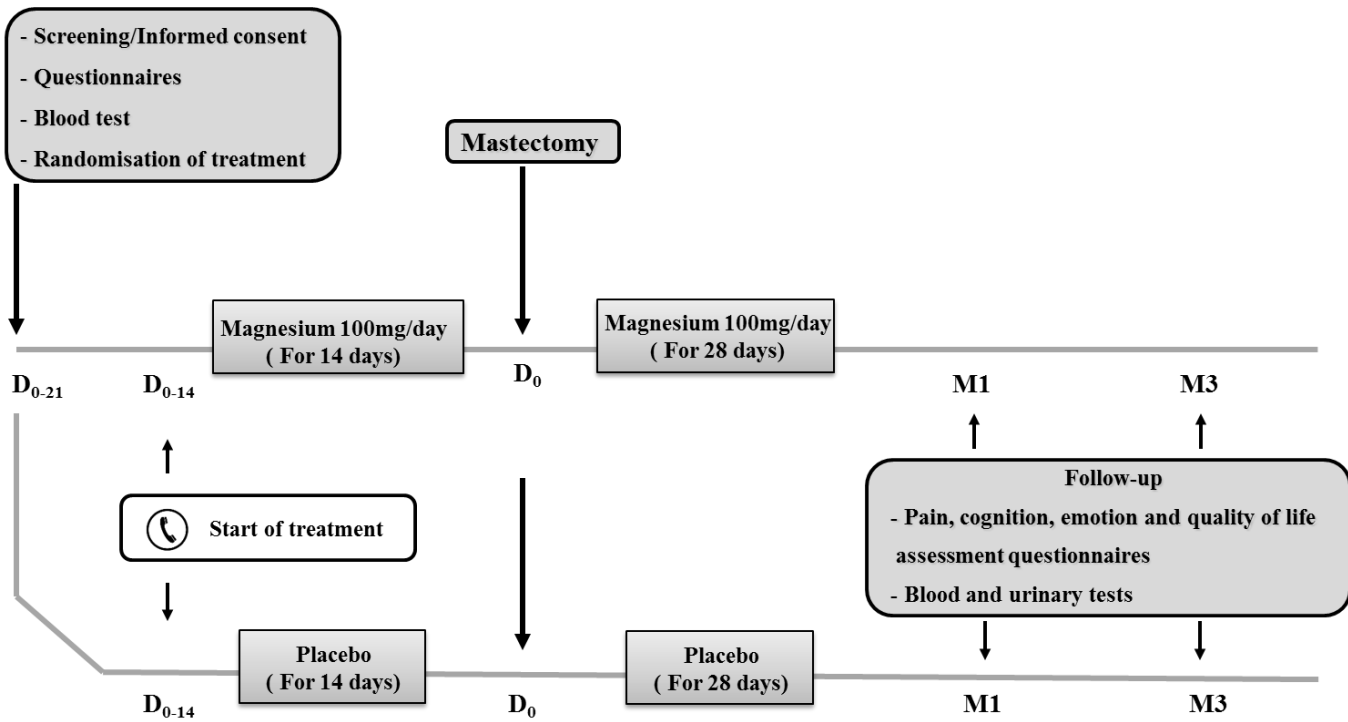 - Screening/Informed consent
- Questionnaires
- Blood test
- Randomisation of treatment
Mastectomy
Magnesium 100mg/day
( For 14 days)
Magnesium 100mg/day
( For 28 days)
D0-21
D0-14
D0
M1
M3
Start of treatment
Follow-up
- Pain, cognition, emotion and quality of life
assessment questionnaires
- Blood and urinary tests
Placebo
( For 14 days)
Placebo
( For 28 days)
D0-14
D0
M1
M3